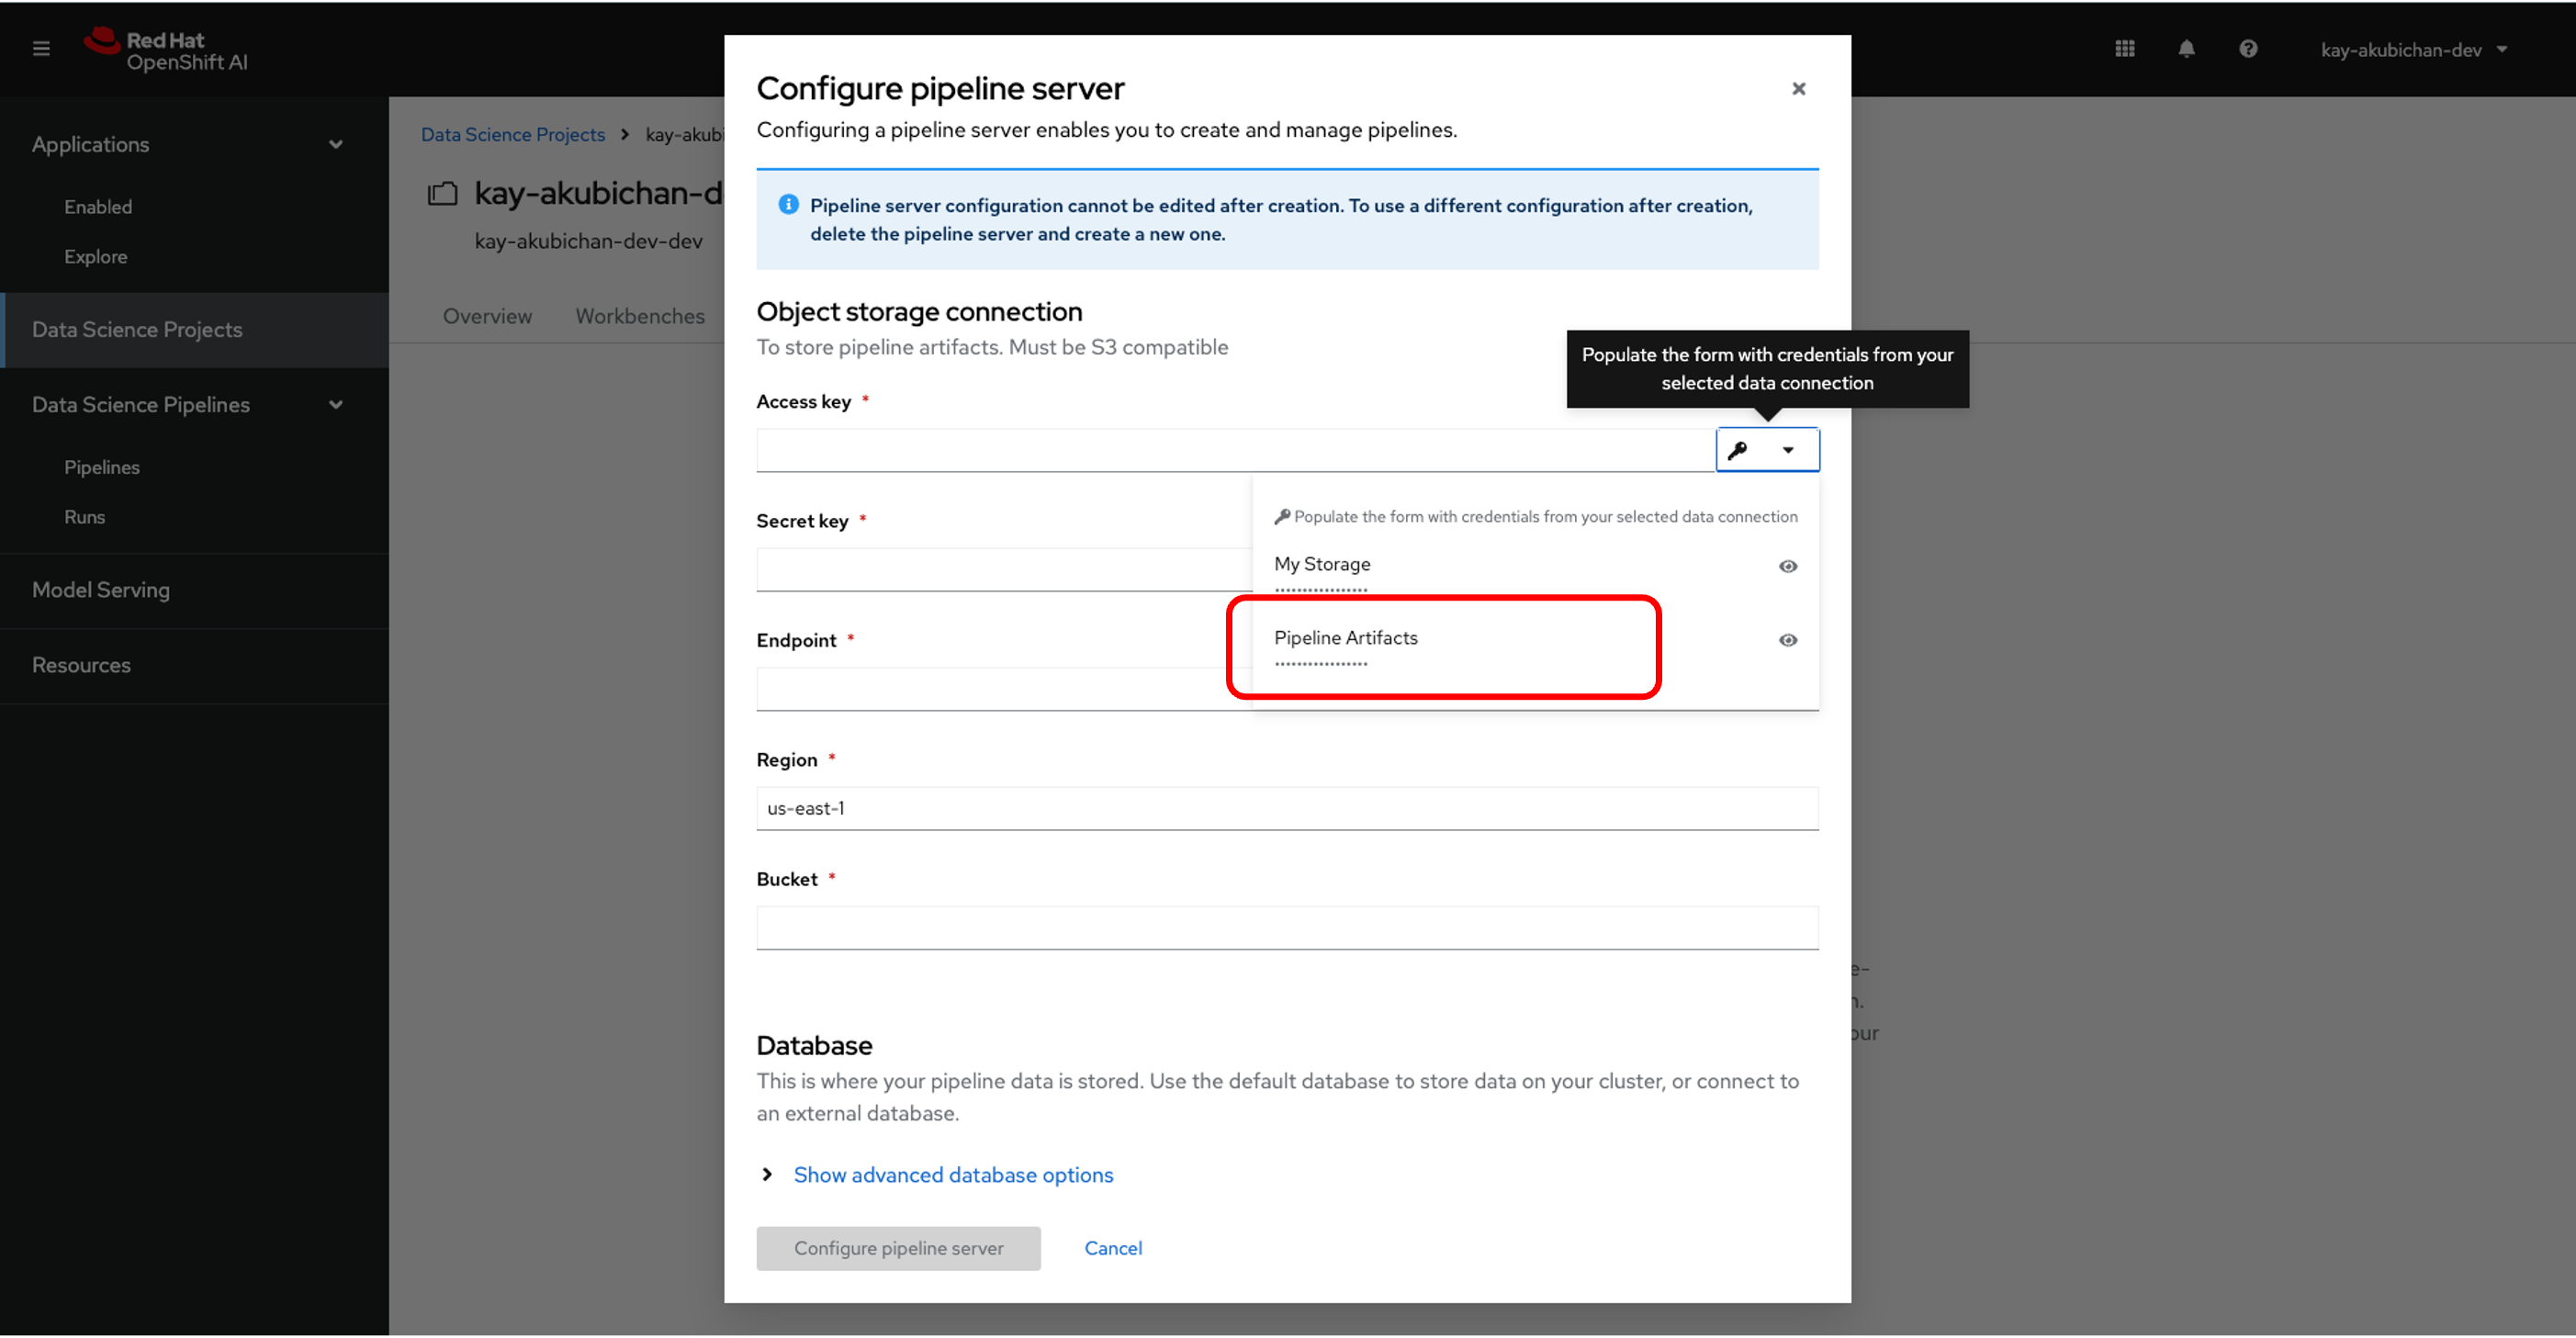 Red Hat
OpenShift AI
kay-akubichan-dev
Applications
Enabled
Explore
Data Science Projects
Data Science Pipelines
Pipelines
Runs
Model Serving
Resources
Data Science Projects > kay-akubi
kay-akubichan-d
kay-akubichan-dev-dev
Overview Workbenches
Configure pipeline server
Configuring a pipeline server enables you to create and manage pipelines.
Pipeline server configuration cannot be edited after creation. To use a different configuration after creation,
delete the pipeline server and create a new one.
Object storage connection
To store pipeline artifacts. Must be S3 compatible
Populate the form with credentials from your
selected data connection
Access key *
Populate the form with credentials from your selected data connection
My Storage
Pipeline Artifacts
Secret key *
Endpoint *
Region *
us-east-1
Bucket *
e-
n.
our
Database
This is where your pipeline data is stored. Use the default database to store data on your cluster, or connect to
an external database.
Show advanced database options
Configure pipeline server Cancel